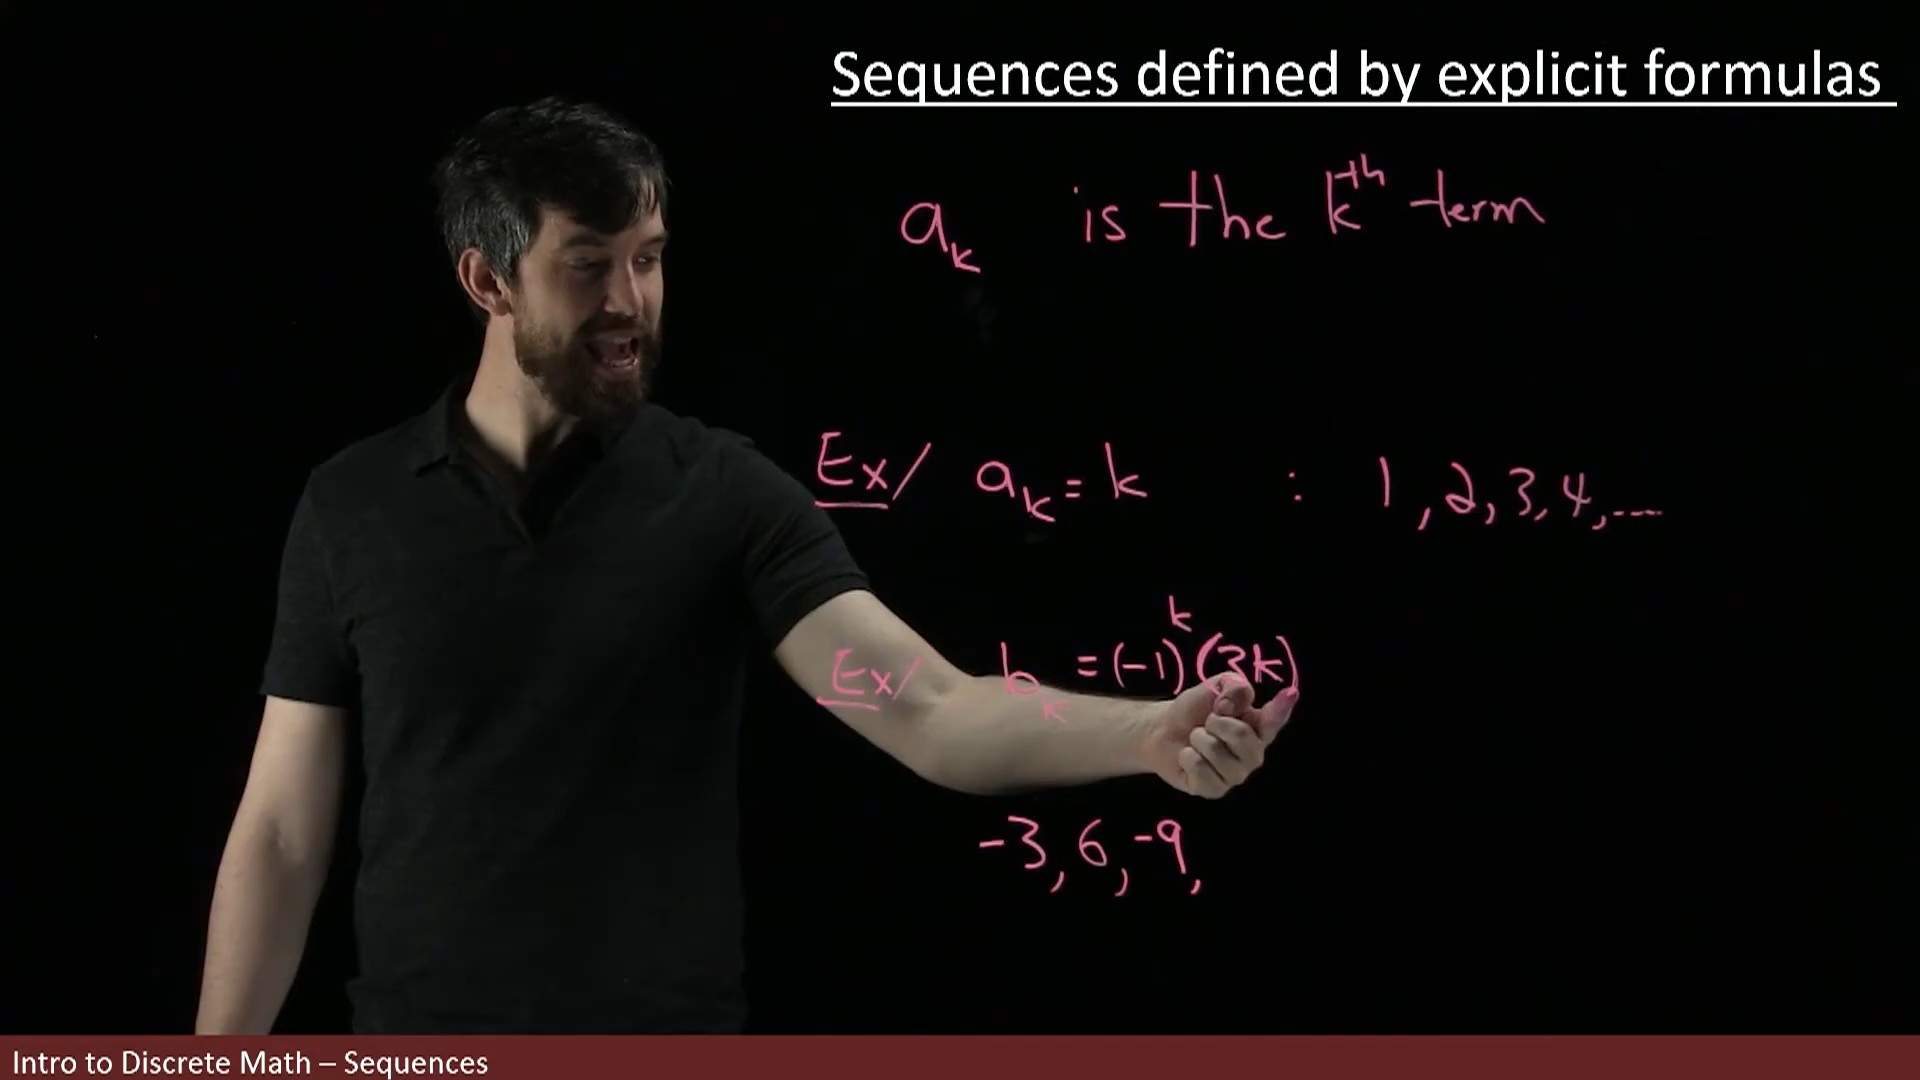 Sequences defined by explicit formulas
a_k is the k^th term
Ex/ a_k = k : 1, 2, 3, 4, ...
Ex/ b_k = (-1)^k (3k)
-3, 6, -9,
Intro to Discrete Math – Sequences